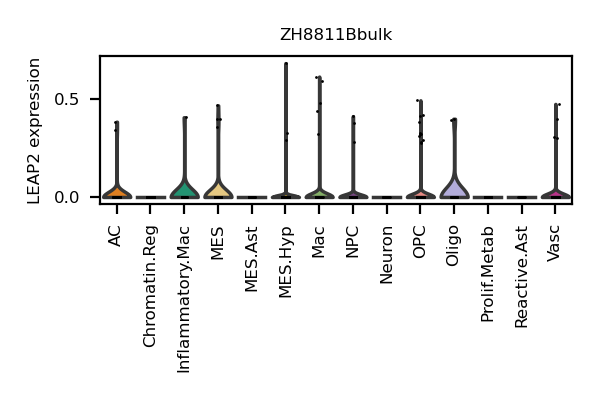 ZH8811Bbulk
LEAP2 expression
0.5
0.0
AC
Chromatin.Reg
Inflammatory.Mac
MES
MES.Ast
MES.Hyp
Mac
NPC
Neuron
OPC
Oligo
Prolif.Metab
Reactive.Ast
Vasc